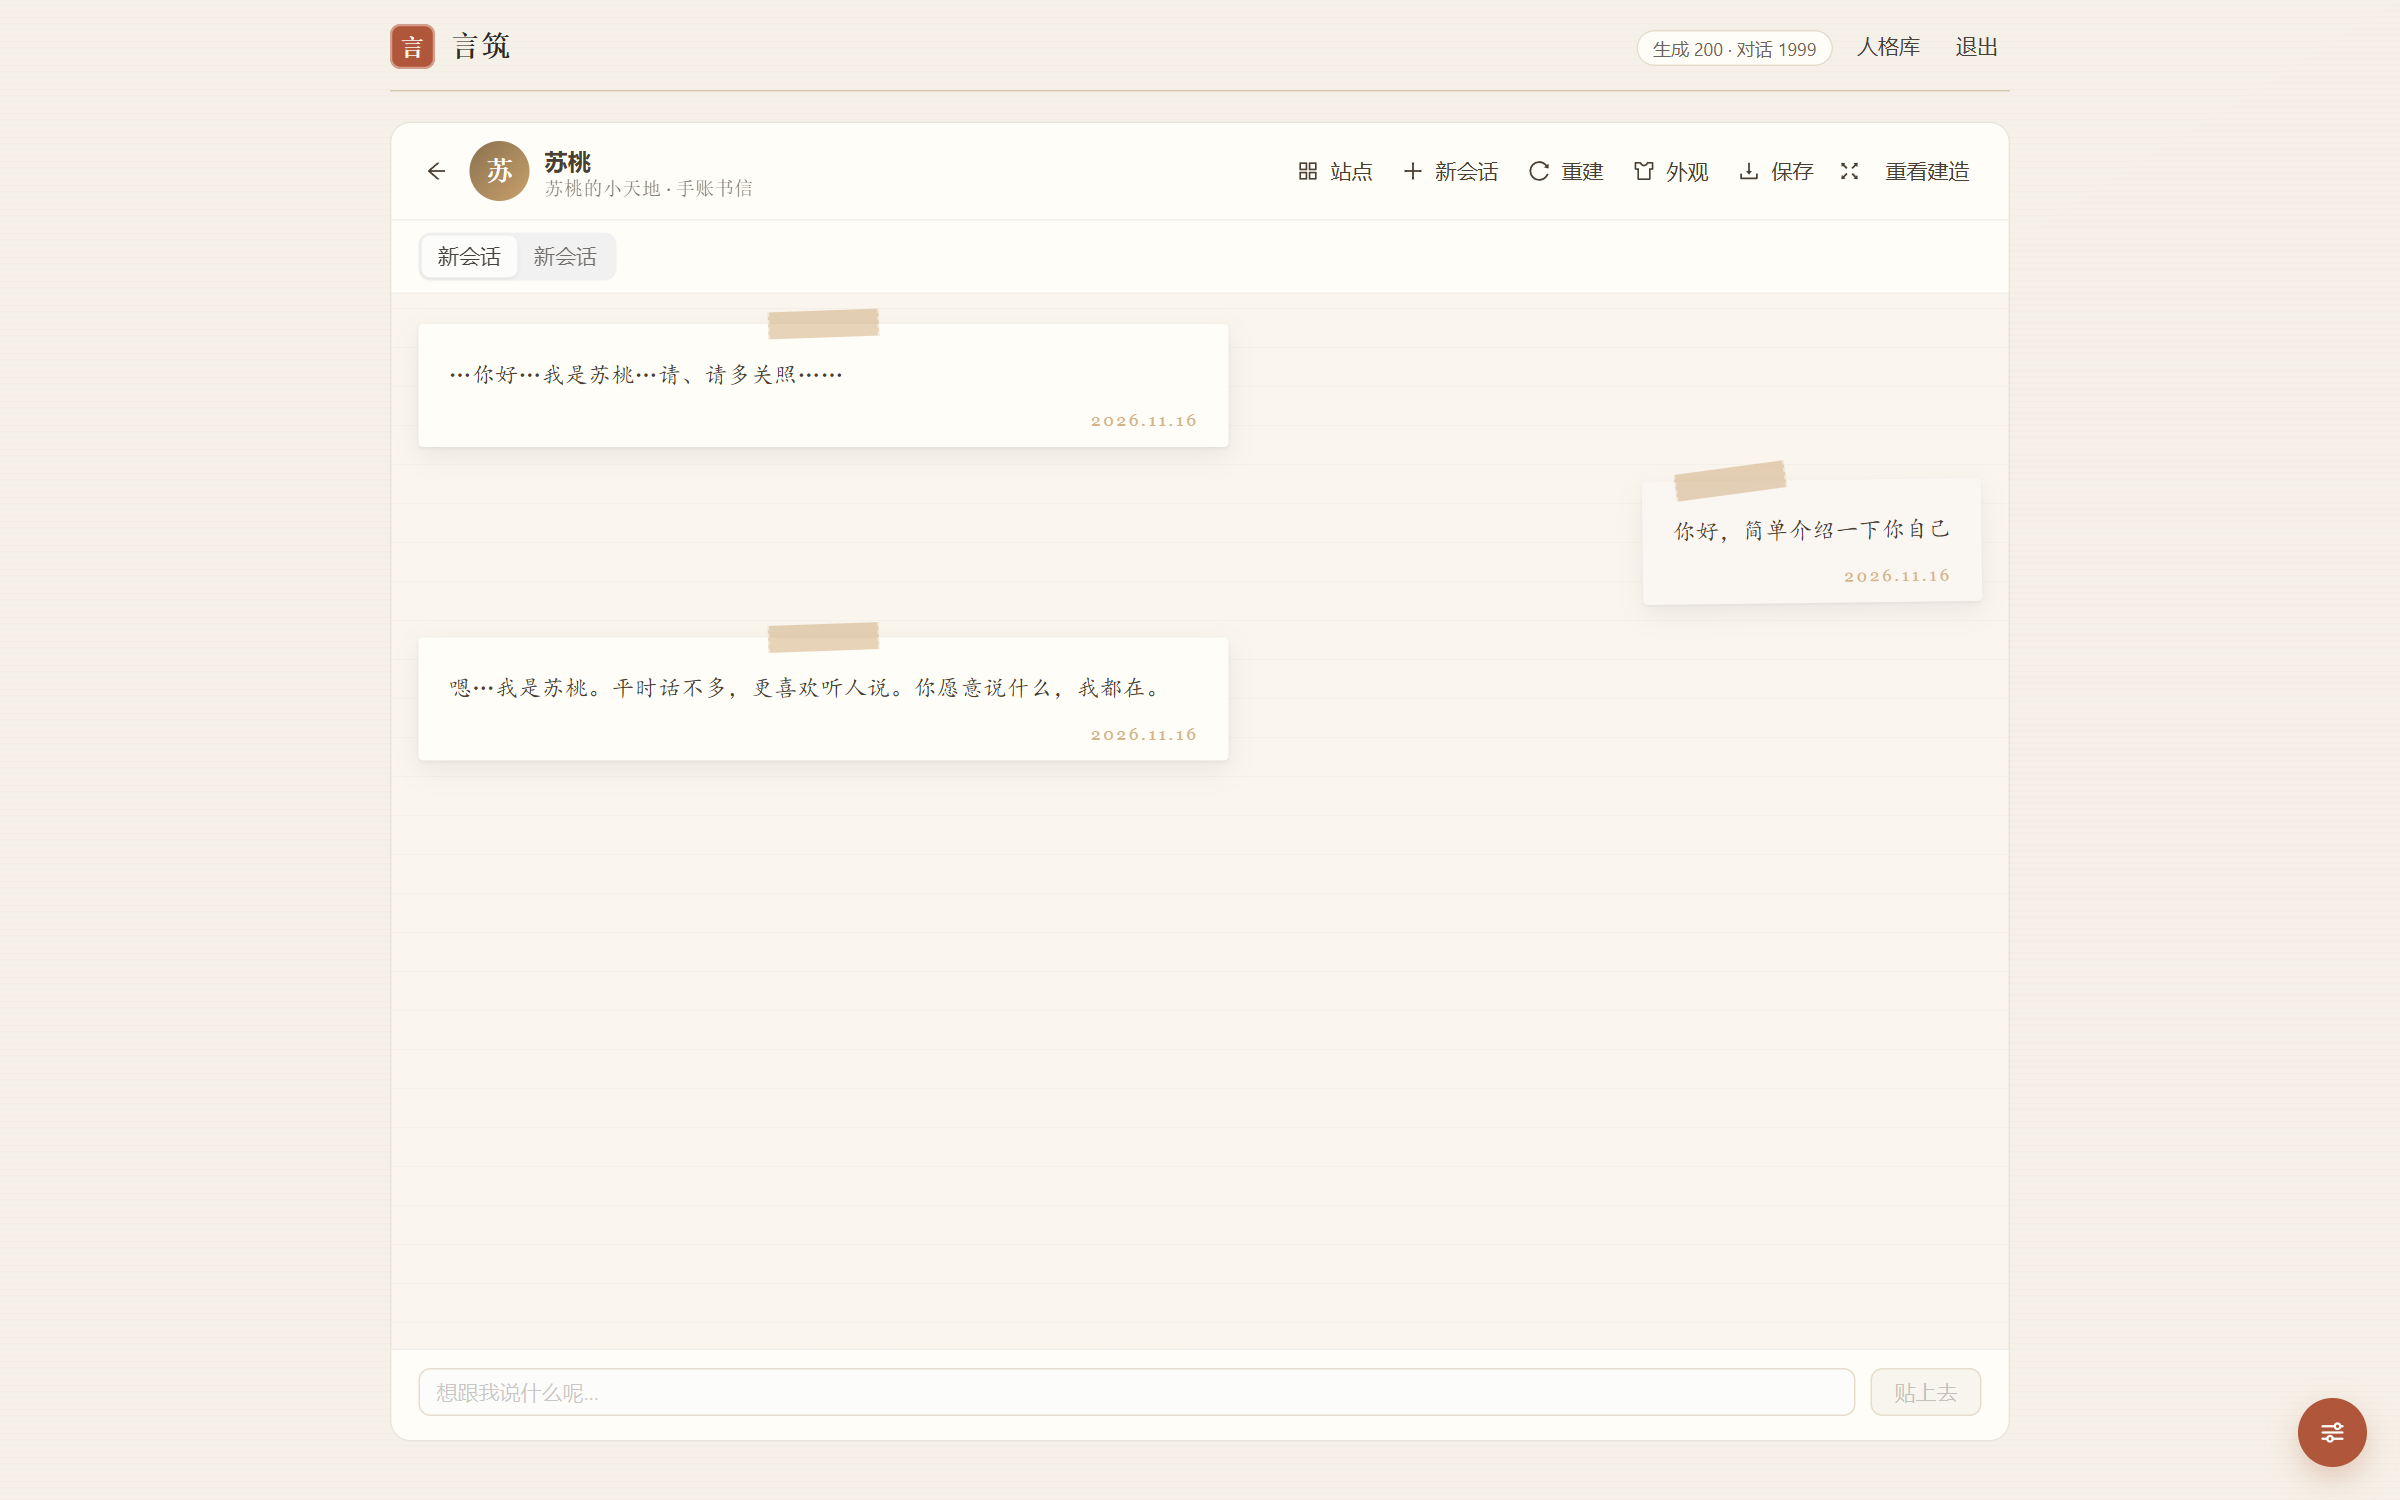 言 言筑
生成 200 · 对话 1999 人格库 退出
苏 苏桃
苏桃的小天地 · 手账书信
站点 新会话 重建 外观 保存 重看建造
新会话 新会话
…你好…我是苏桃…请、请多关照……
2026.11.16
你好，简单介绍一下你自己
2026.11.16
嗯…我是苏桃。平时话不多，更喜欢听人说。你愿意说什么，我都在。
2026.11.16
想跟我说什么呢... 贴上去